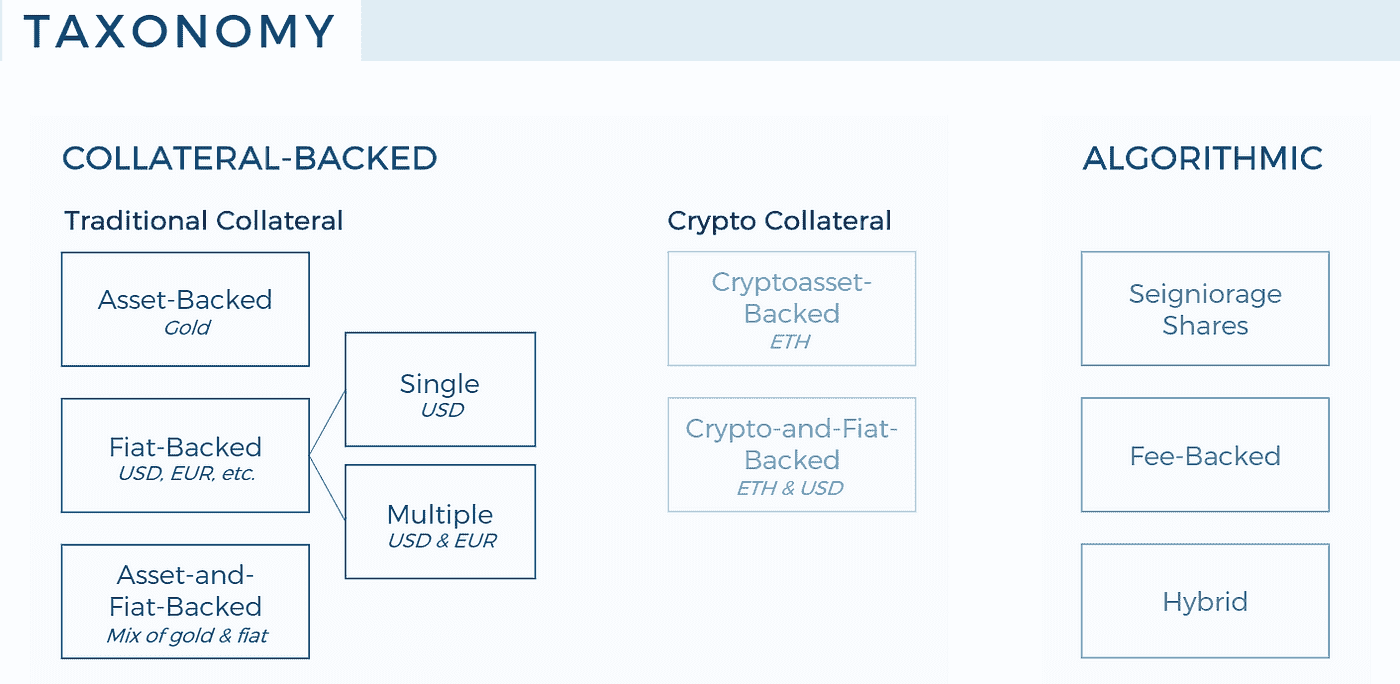 TAXONOMY
COLLATERAL-BACKED
Traditional Collateral
Asset-Backed
Gold
Fiat-Backed
USD, EUR, etc.
Asset-and-
Fiat-Backed
Mix of gold & fiat
Single
USD
Multiple
USD & EUR
Crypto Collateral
Cryptoasset-
Backed
ETH
Crypto-and-Fiat-
Backed
ETH & USD
ALGORITHMIC
Seigniorage
Shares
Fee-Backed
Hybrid